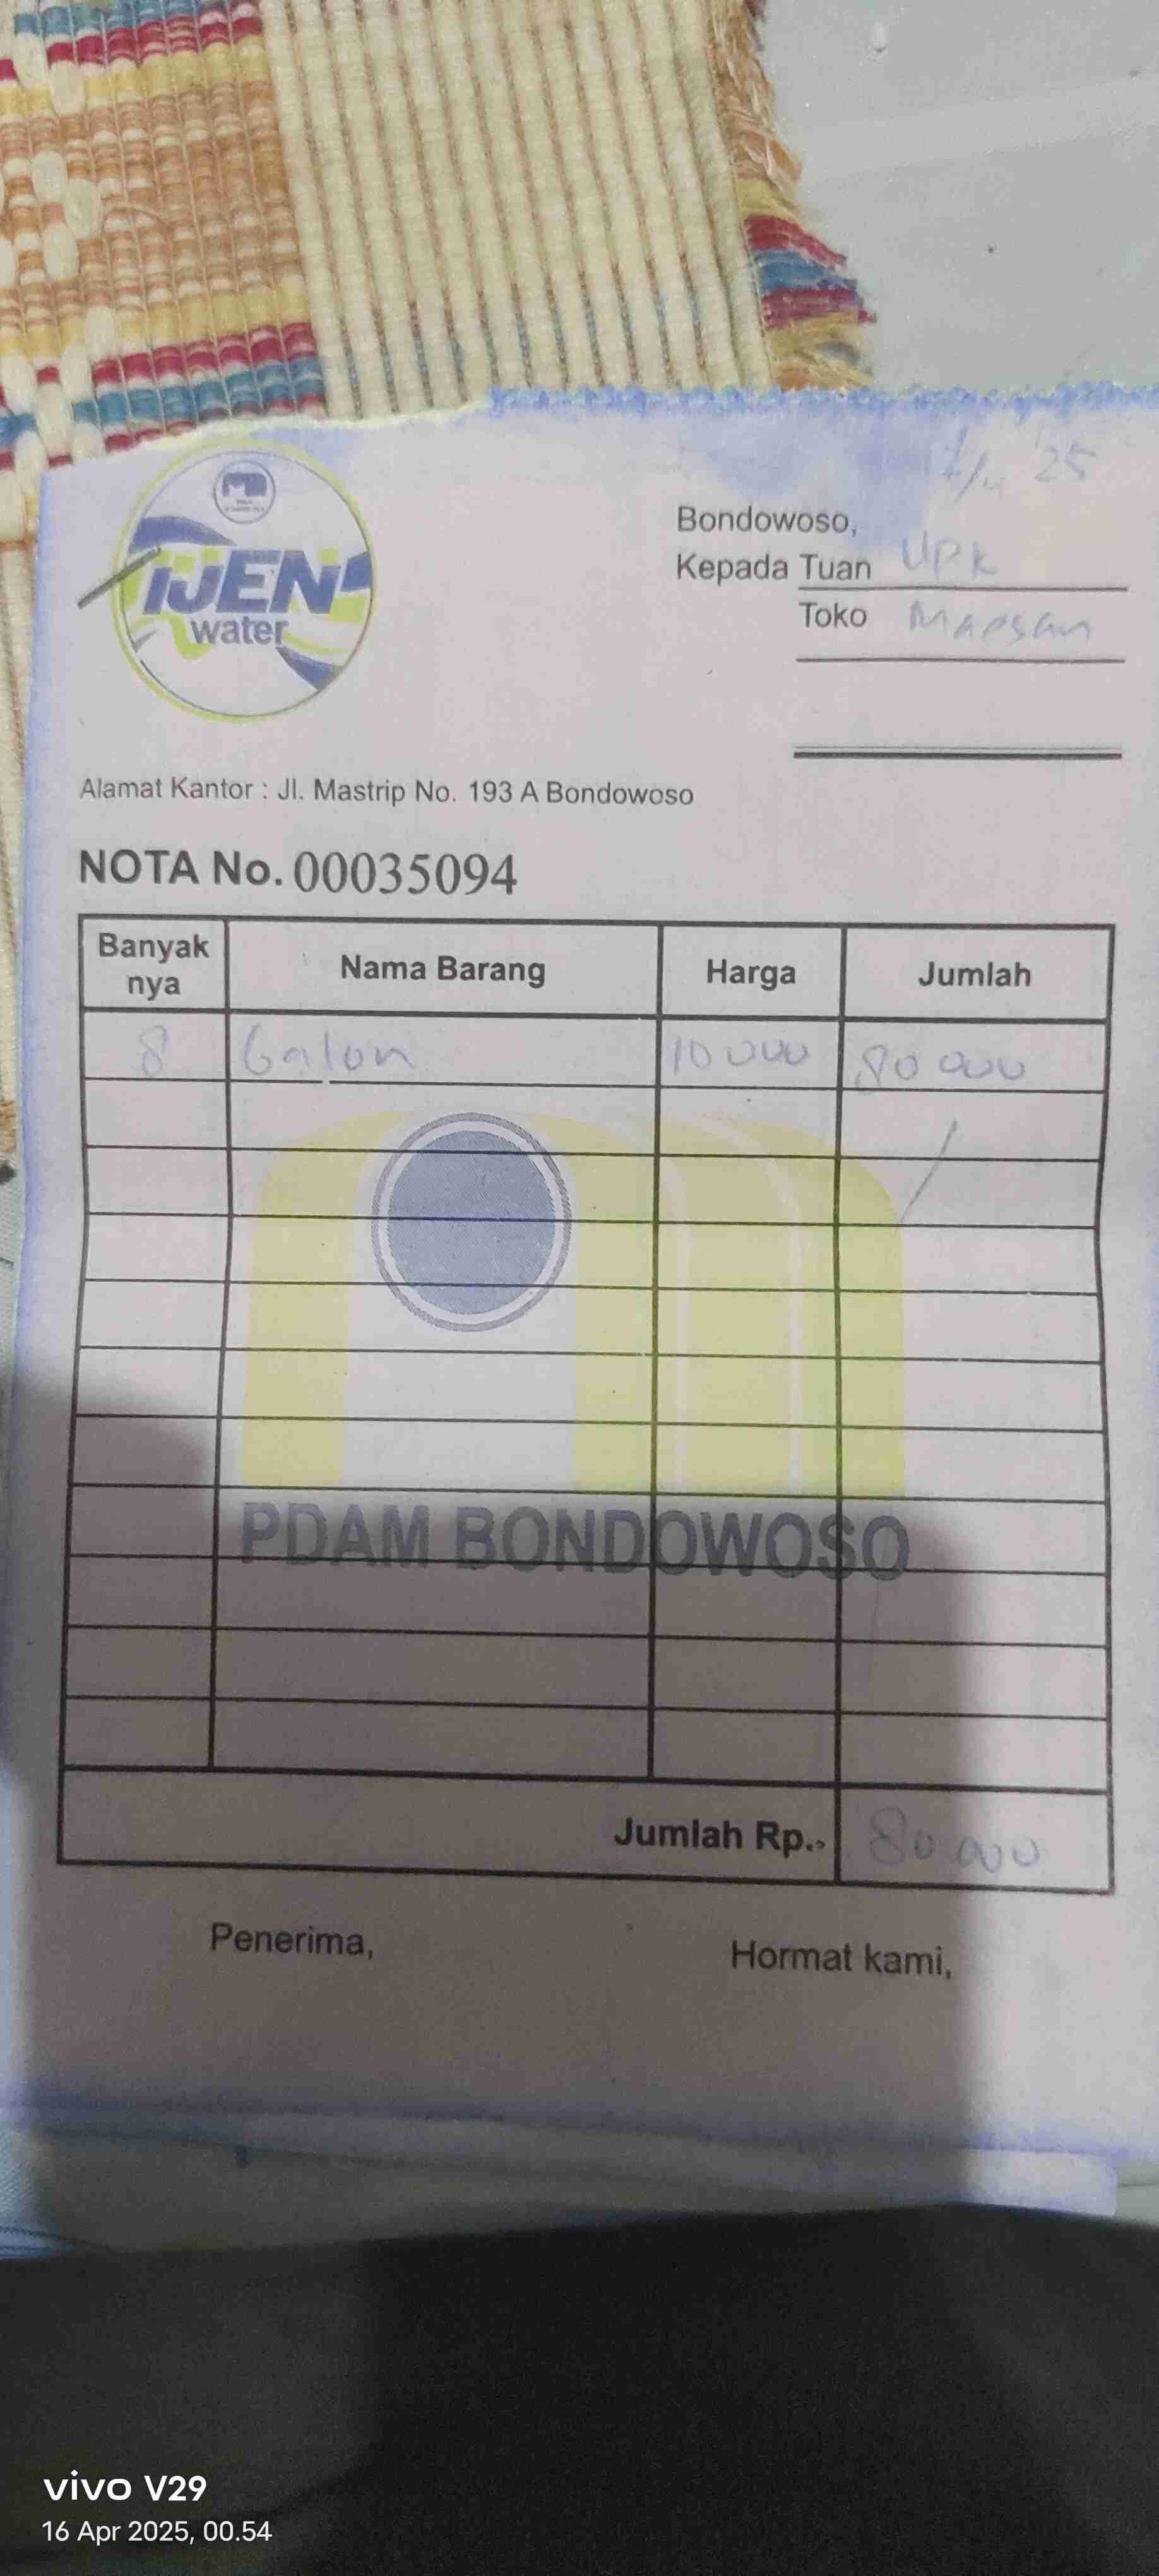 IJEN
water
/4 25
Bondowoso,
Kepada Tuan UPK
Toko
Alamat Kantor : Jl. Mastrip No. 193 A Bondowoso
NOTA No. 00035094
Banyak nya Nama Barang Harga Jumlah
8 Galon 10 000 80 000
PDAM BONDOWOSO
Jumlah Rp., 80 000
Penerima, Hormat kami,
vivo V29
16 Apr 2025, 00.54